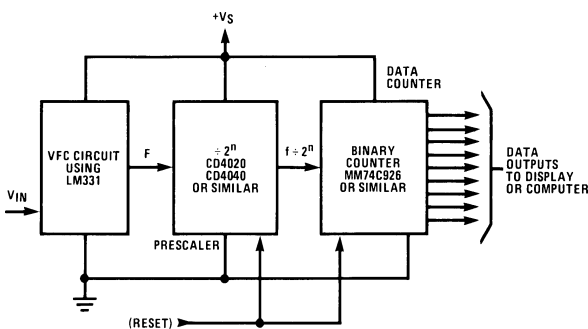 +VS
DATA
COUNTER
VFC CIRCUIT
USING
LM331
F
÷ 2ⁿ
CD4020
CD4040
OR SIMILAR
f ÷ 2ⁿ
BINARY
COUNTER
MM74C926
OR SIMILAR
DATA
OUTPUTS
TO DISPLAY
OR COMPUTER
VIN
PRESCALER
(RESET)